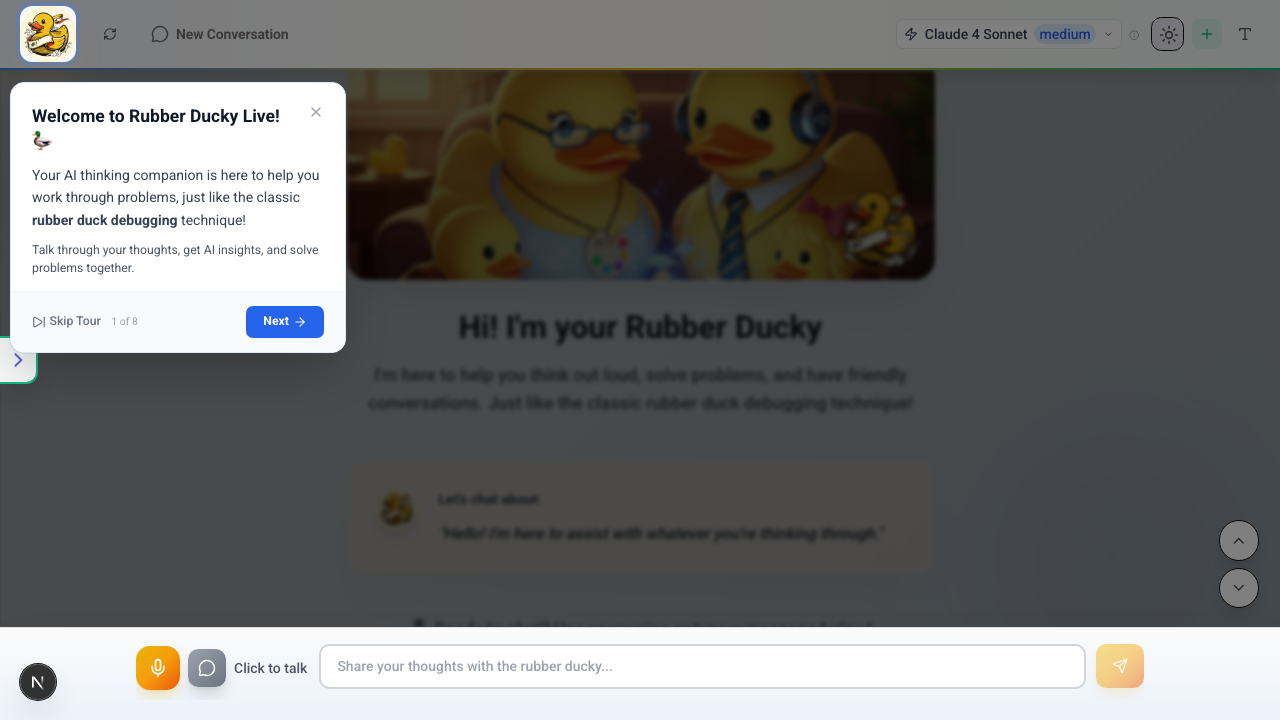 New Conversation
Claude 4 Sonnet medium
T
Welcome to Rubber Ducky Live!
Your AI thinking companion is here to help you
work through problems, just like the classic
rubber duck debugging technique!
Talk through your thoughts, get AI insights, and solve
problems together.
Skip Tour 1 of 8 Next
Hi! I'm your Rubber Ducky
I'm here to help you think out loud, solve problems, and have friendly
conversations. Just like the classic rubber duck debugging technique!
Let's chat about:
"Hello! I'm here to assist with whatever you're thinking through."
Click to talk
Share your thoughts with the rubber ducky...
N